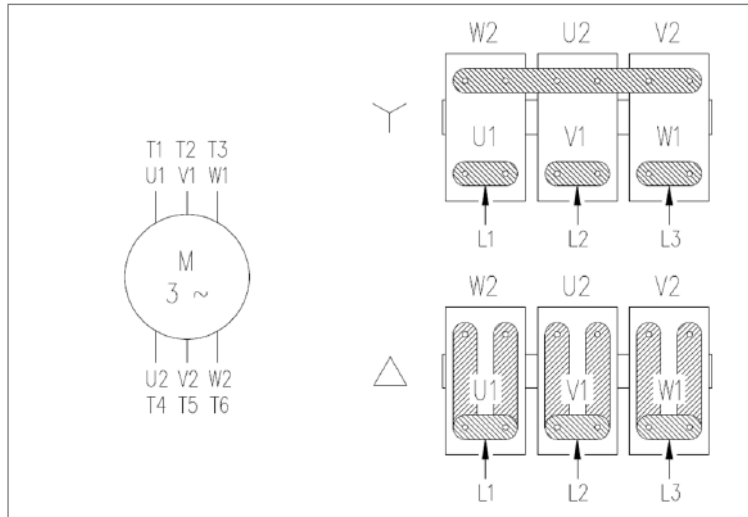 T1 T2 T3
U1 V1 W1
M
3 ~
U2 V2 W2
T4 T5 T6
W2 U2 V2
U1 V1 W1
L1 L2 L3
W2 U2 V2
U1 V1 W1
L1 L2 L3